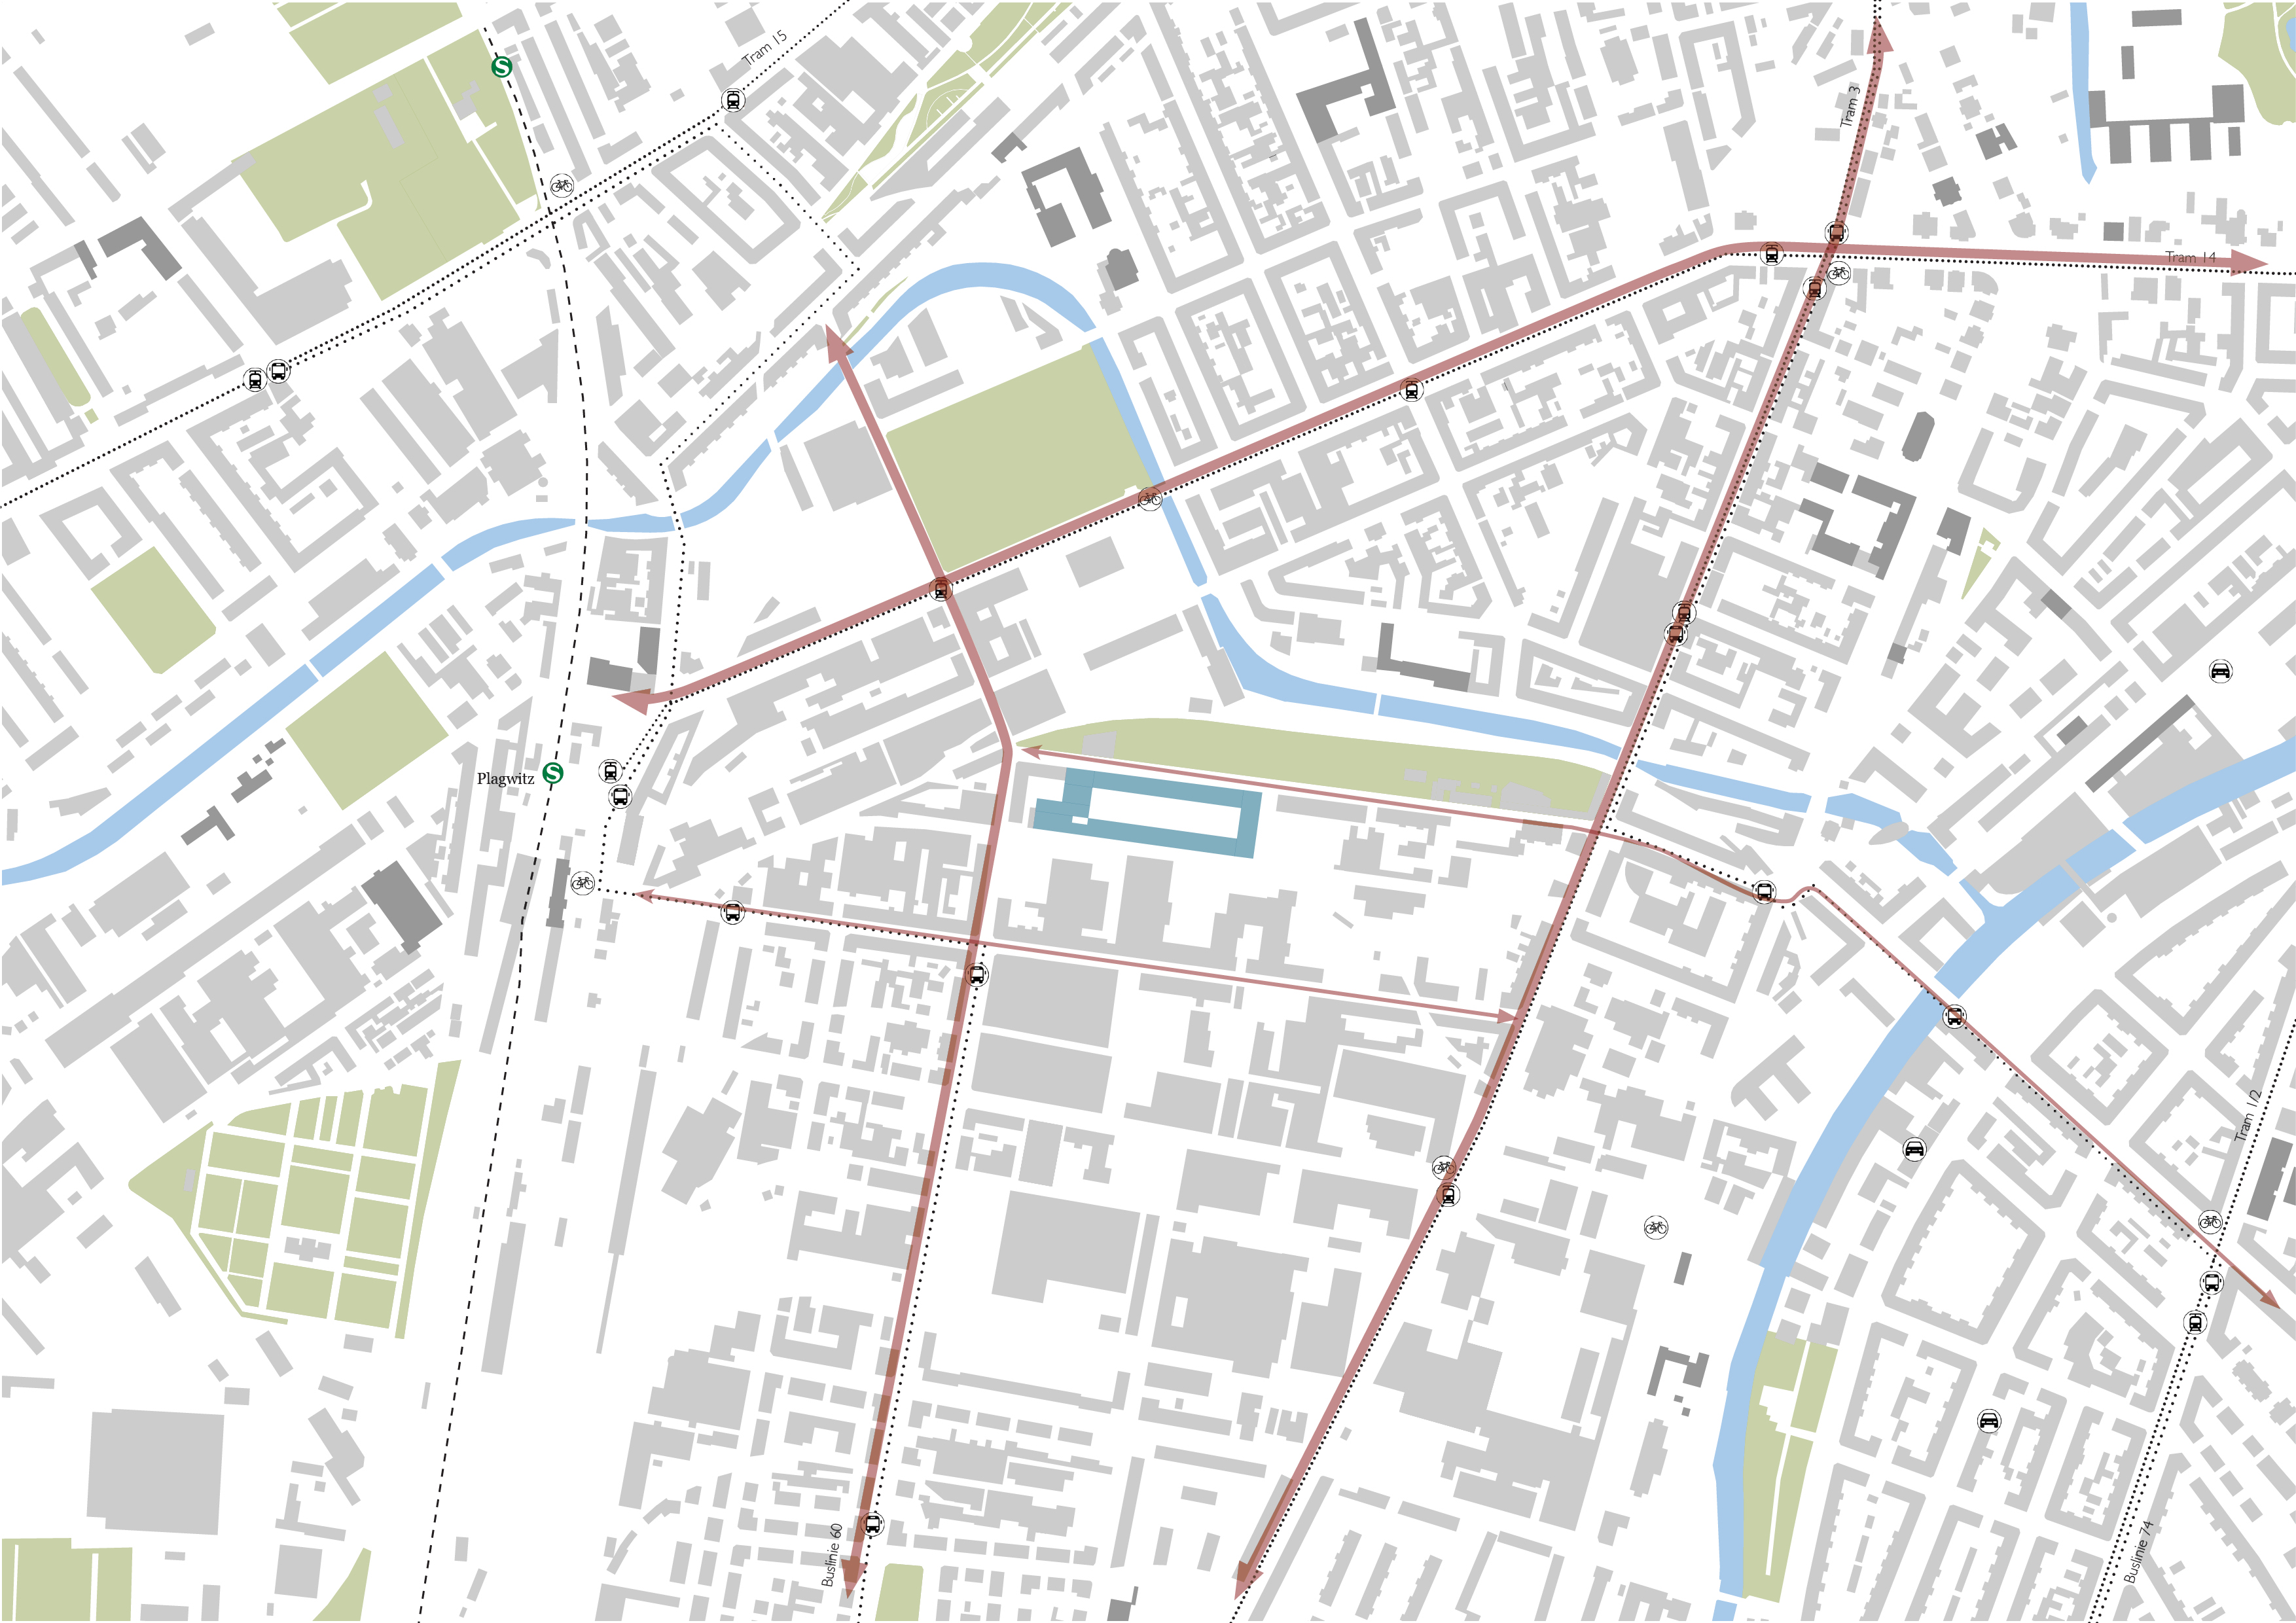 S
Tram 15
Tram 3
Tram 14
Plagwitz S
Tram 1/2
Buslinie 60
Buslinie 74